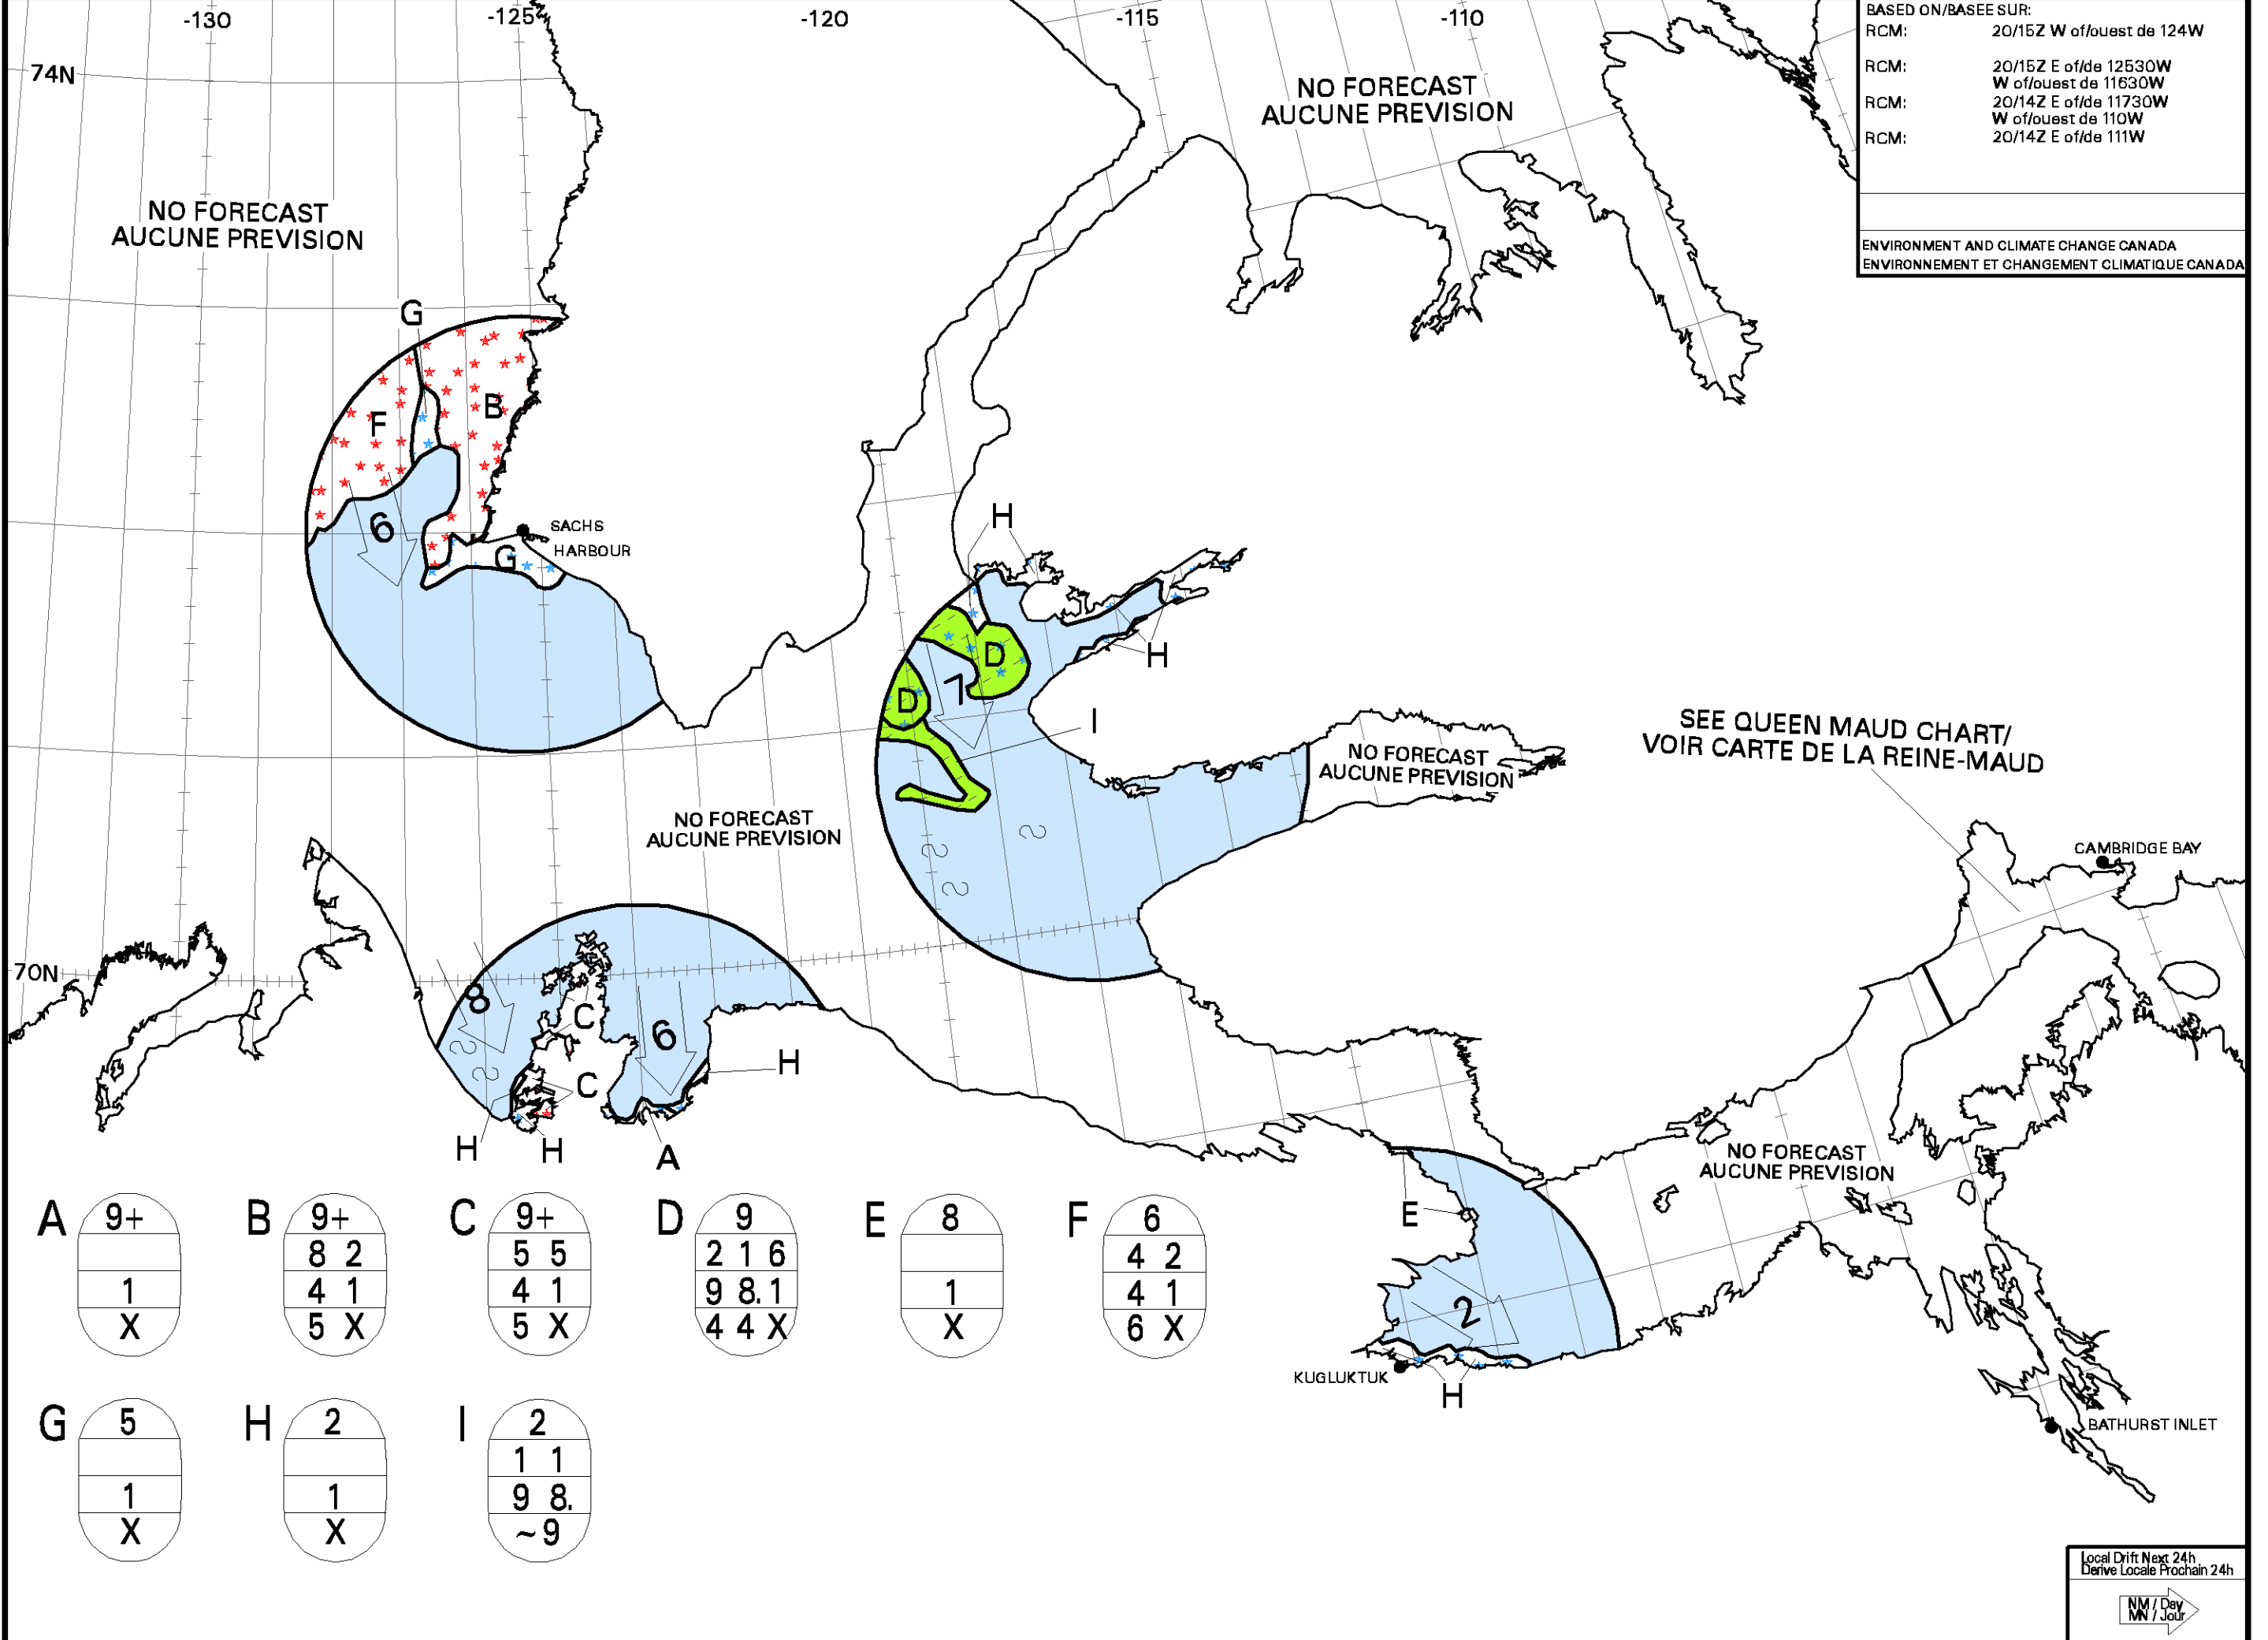 -130
-125
-120
-115
-110
74N
BASED ON/BASEE SUR:
RCM: 20/15Z W of/ouest de 124W
RCM: 20/15Z E of/de 12530W
W of/ouest de 11630W
RCM: 20/14Z E of/de 11730W
W of/ouest de 110W
RCM: 20/14Z E of/de 111W
ENVIRONMENT AND CLIMATE CHANGE CANADA
ENVIRONNEMENT ET CHANGEMENT CLIMATIQUE CANADA
NO FORECAST
AUCUNE PREVISION
NO FORECAST
AUCUNE PREVISION
G
F
B
6
SACHS
HARBOUR
G
H
H
D
D
7
I
NO FORECAST
AUCUNE PREVISION
SEE QUEEN MAUD CHART/
VOIR CARTE DE LA REINE-MAUD
NO FORECAST
AUCUNE PREVISION
CAMBRIDGE BAY
70N
8
C
6
C
H
H
H
A
NO FORECAST
AUCUNE PREVISION
E
2
KUGLUKTUK
H
BATHURST INLET
A
9+
1
X
B
9+
8 2
4 1
5 X
C
9+
5 5
4 1
5 X
D
9
2 1 6
9 8. 1
4 4 X
E
8
1
X
F
6
4 2
4 1
6 X
G
5
1
X
H
2
1
X
I
2
1 1
9 8.
~9
Local Drift Next 24h
Derive Locale Prochain 24h
NM / Day
MN / Jour